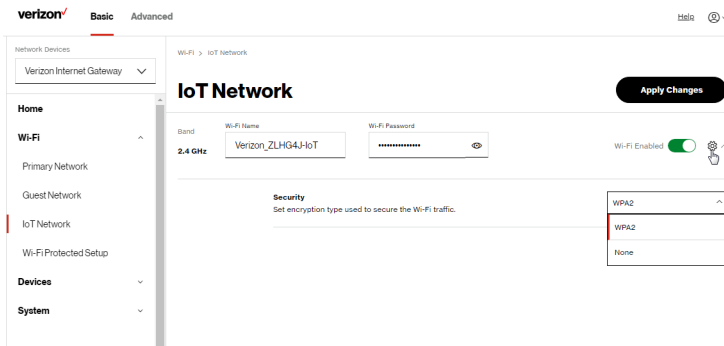 verizon Basic Advanced Help
Network Devices
Verizon Internet Gateway
Home
Wi-Fi
Primary Network
Guest Network
IoT Network
Wi-Fi Protected Setup
Devices
System
Wi-Fi > IoT Network
IoT Network
Apply Changes
Band
2.4 GHz
Wi-Fi Name
Verizon_ZLHG4J-IoT
Wi-Fi Password
•••••••••••••••
Wi-Fi Enabled
Security
Set encryption type used to secure the Wi-Fi traffic.
WPA2
WPA2
None